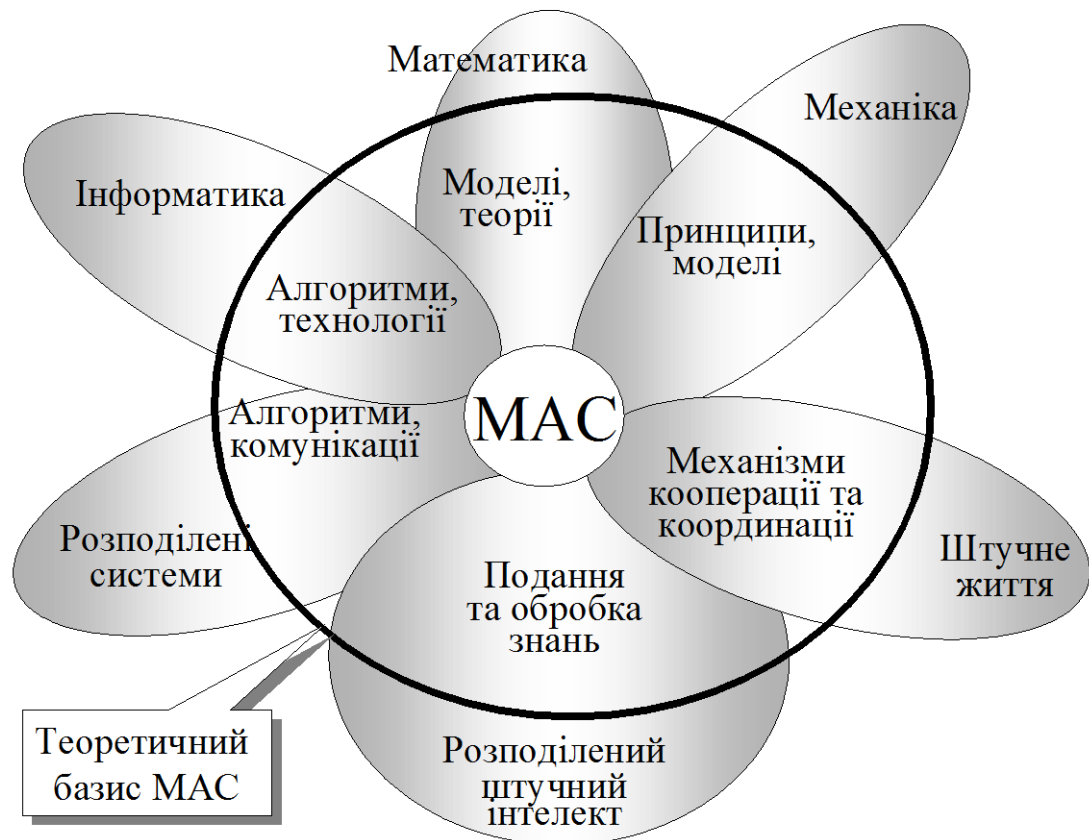 Математика
Механіка
Інформатика
Моделі,
теорії
Принципи,
моделі
Алгоритми,
технології
МАС
Алгоритми,
комунікації
Механізми
кооперації та
координації
Розподілені
системи
Подання
та обробка
знань
Штучне
життя
Теоретичний
базис МАС
Розподілений
штучний
інтелект